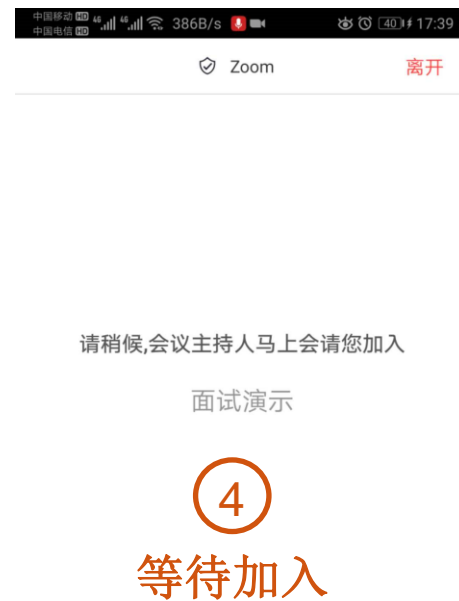 中国移动 HD 46 46 386B/s 40 17:39
中国电信 HD
Zoom 离开
请稍候,会议主持人马上会请您加入
面试演示
4
等待加入